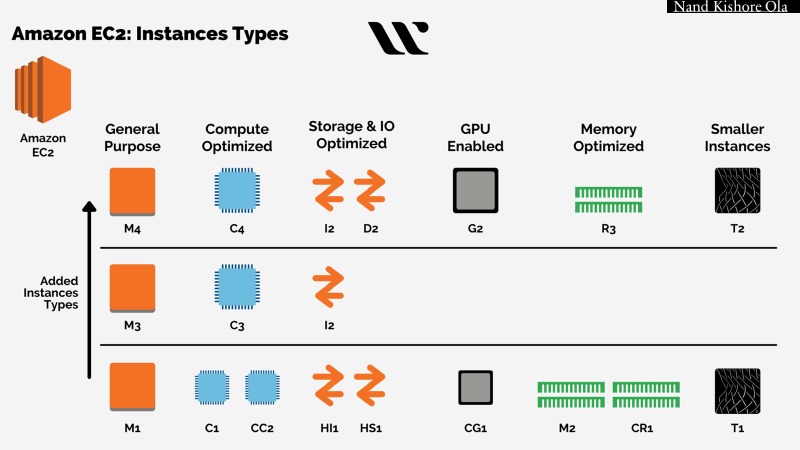 Nand Kishore Ola
Amazon EC2: Instances Types
Amazon
EC2
General
Purpose
Compute
Optimized
Storage & IO
Optimized
GPU
Enabled
Memory
Optimized
Smaller
Instances
M4
C4
I2
D2
G2
R3
T2
Added
Instances
Types
M3
C3
I2
M1
C1
CC2
HI1
HS1
CG1
M2
CR1
T1